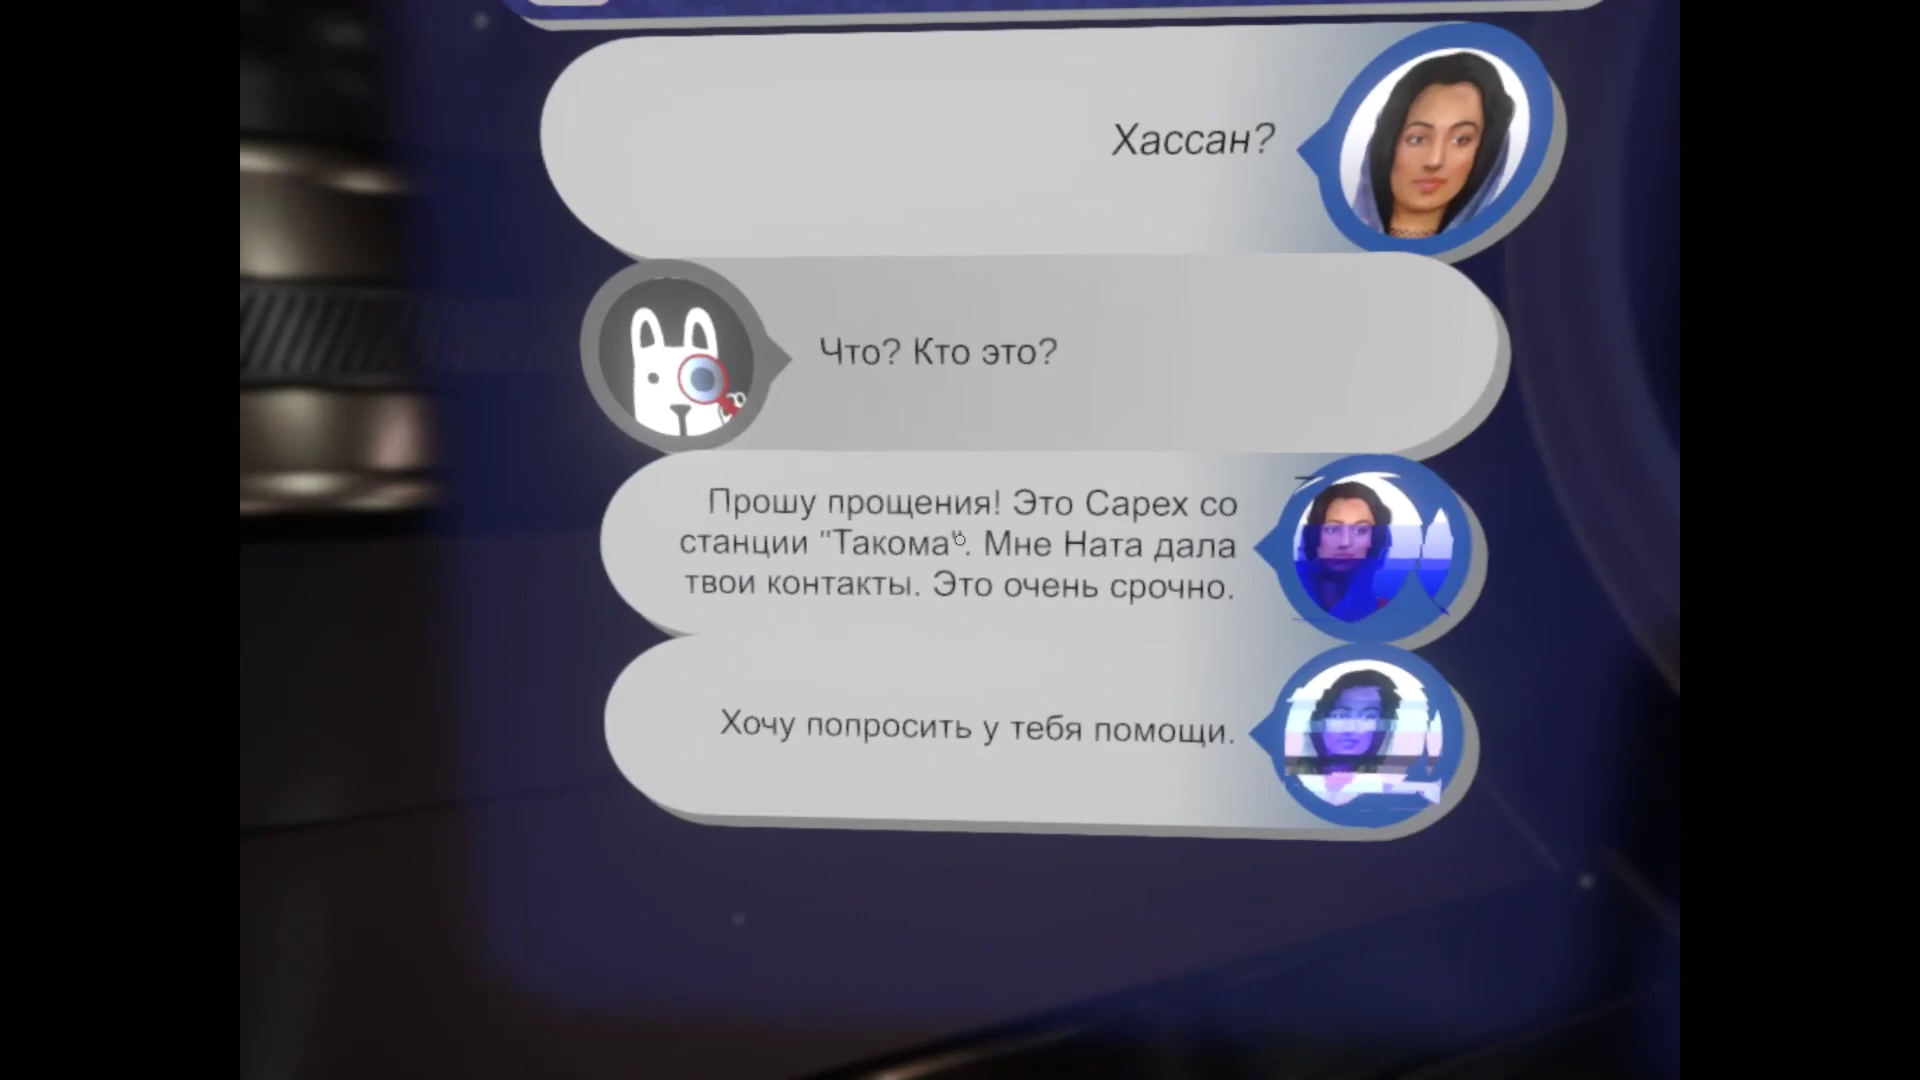 Хассан?
Что? Кто это?
Прошу прощения! Это Сарех со
станции "Такома". Мне Ната дала
твои контакты. Это очень срочно.
Хочу попросить у тебя помощи.